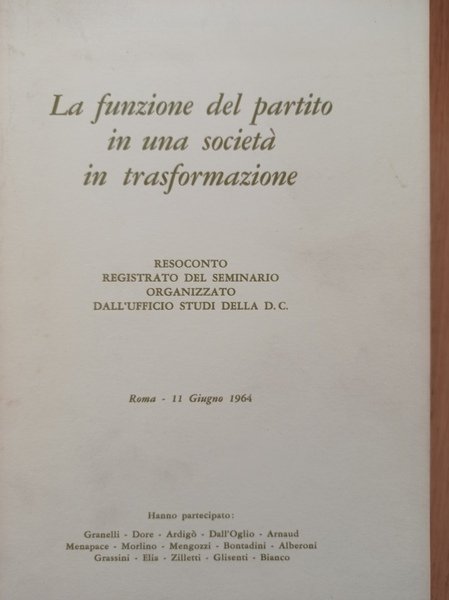 La funzione del partito
in una società
in trasformazione
RESOCONTO
REGISTRATO DEL SEMINARIO
ORGANIZZATO
DALL'UFFICIO STUDI DELLA D. C.
Roma - 11 Giugno 1964
Hanno partecipato:
Granelli - Dore - Ardigò - Dall'Oglio - Arnaud
Menapace - Morlino - Mengozzi - Bontadini - Alberoni
Grassini - Elia - Zilletti - Glisenti - Bianco